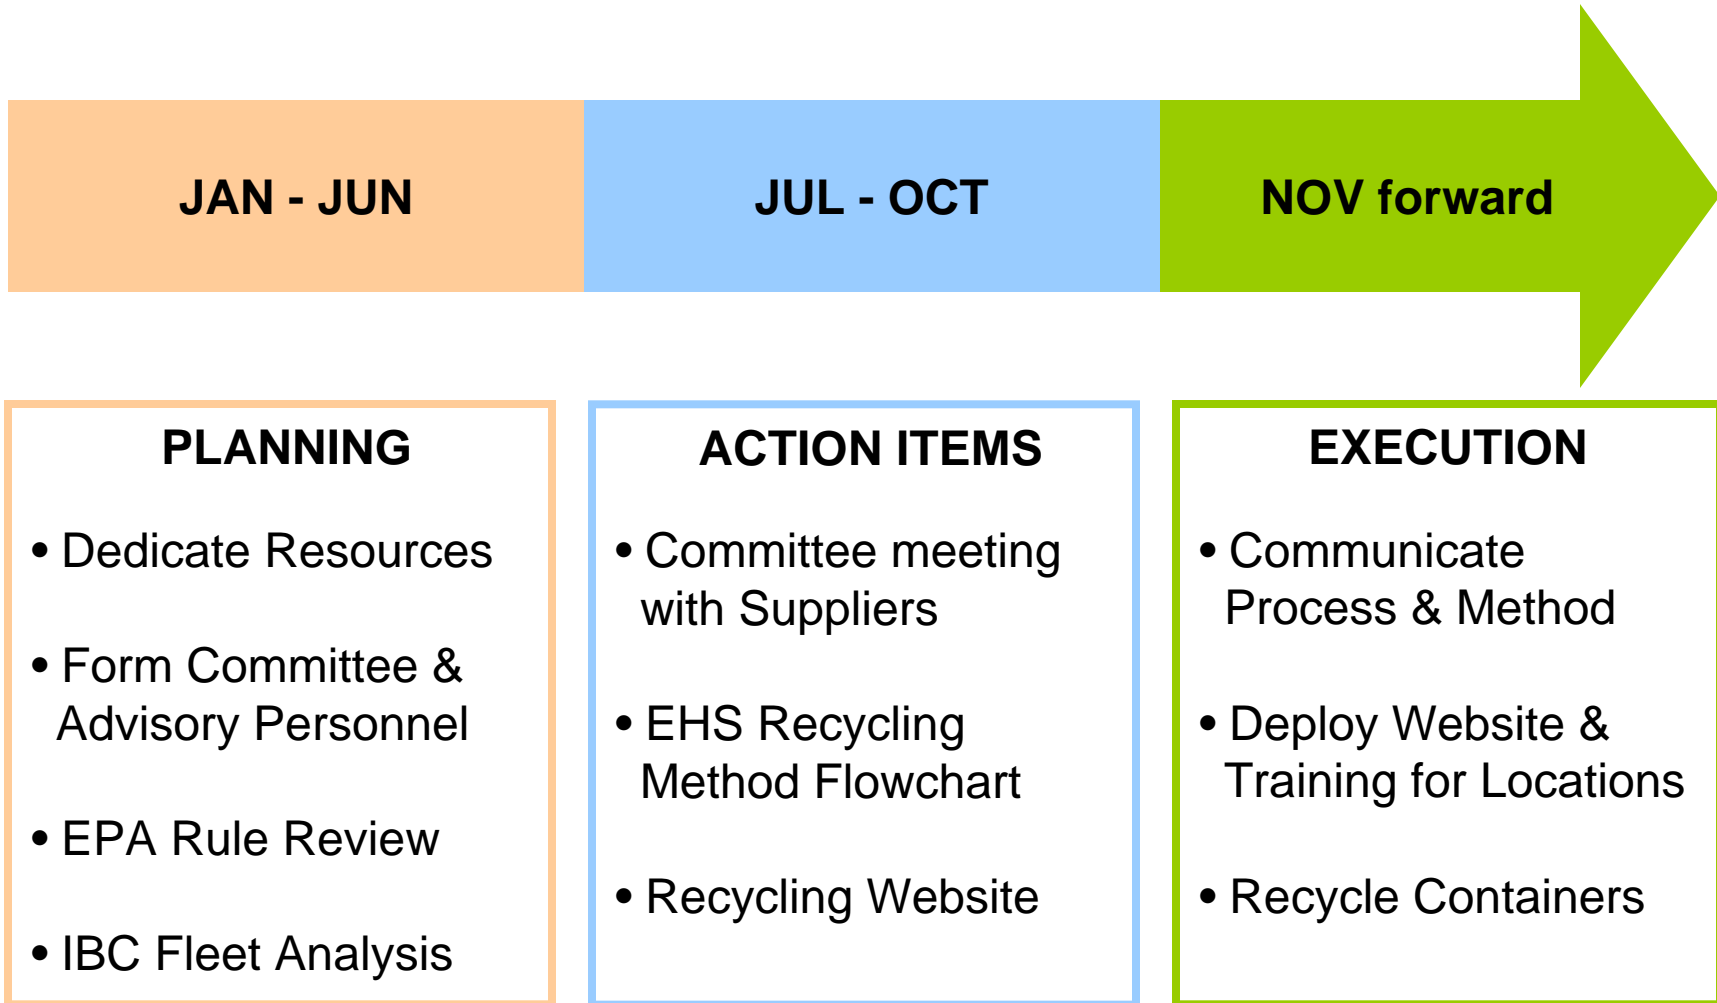 JAN - JUN
JUL - OCT
NOV forward
PLANNING
• Dedicate Resources
• Form Committee &
Advisory Personnel
• EPA Rule Review
• IBC Fleet Analysis
ACTION ITEMS
• Committee meeting
with Suppliers
• EHS Recycling
Method Flowchart
• Recycling Website
EXECUTION
• Communicate
Process & Method
• Deploy Website &
Training for Locations
• Recycle Containers